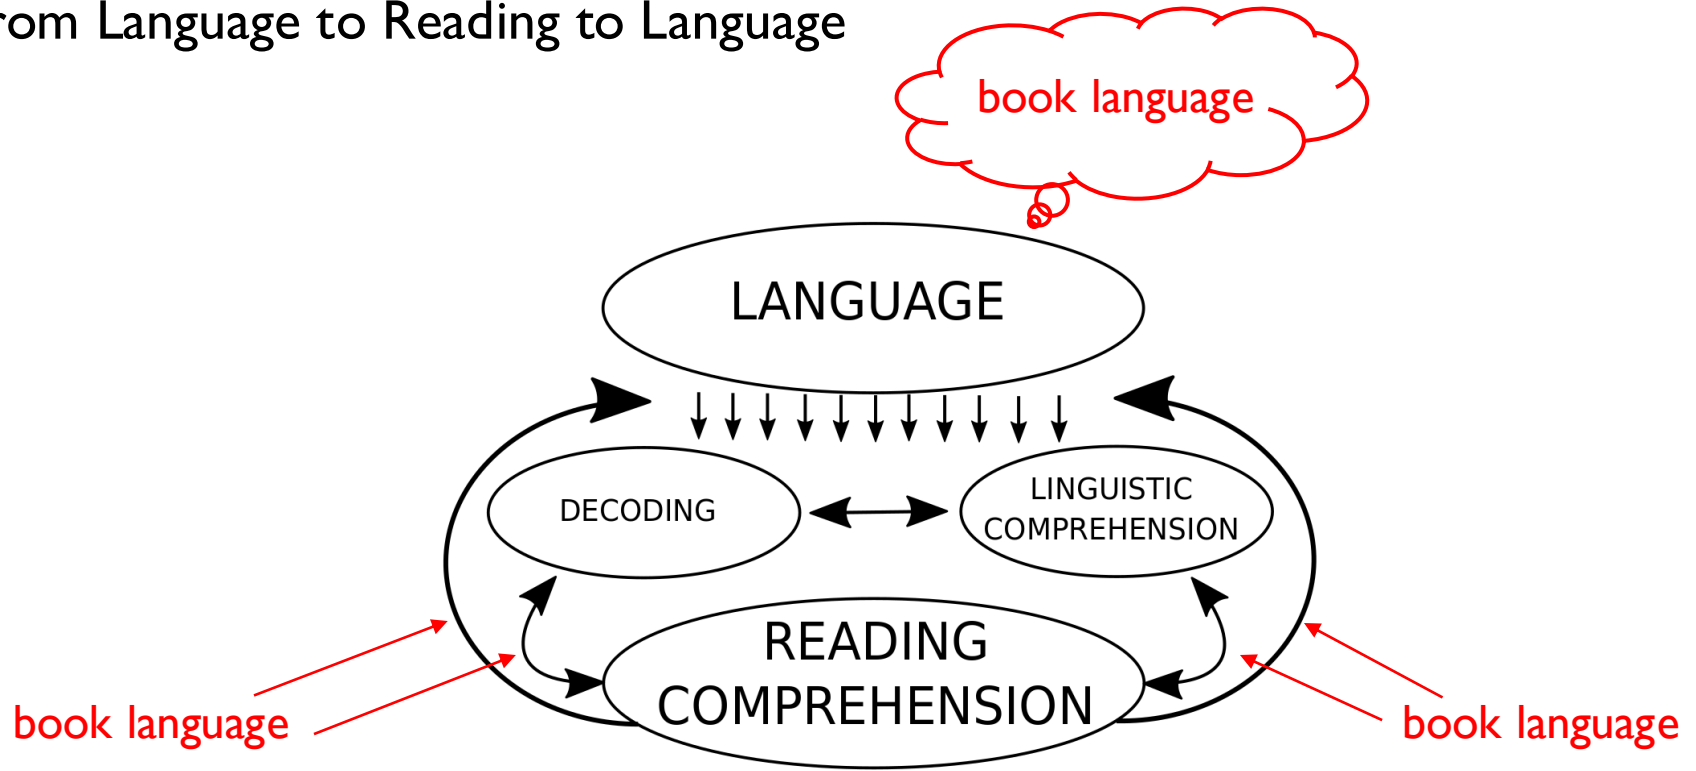 rom Language to Reading to Language
book language
LANGUAGE
DECODING
LINGUISTIC
COMPREHENSION
READING
COMPREHENSION
book language
book language